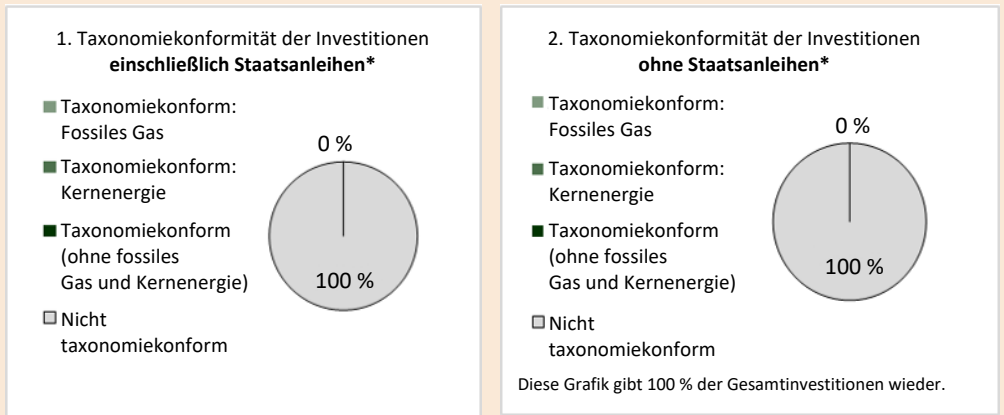 1. Taxonomiekonformität der Investitionen
einschließlich Staatsanleihen*
Taxonomiekonform:
Fossiles Gas
Taxonomiekonform:
Kernenergie
Taxonomiekonform
(ohne fossiles
Gas und Kernenergie)
Nicht
taxonomiekonform
0 %
100 %
2. Taxonomiekonformität der Investitionen
ohne Staatsanleihen*
Taxonomiekonform:
Fossiles Gas
Taxonomiekonform:
Kernenergie
Taxonomiekonform
(ohne fossiles
Gas und Kernenergie)
Nicht
taxonomiekonform
0 %
100 %
Diese Grafik gibt 100 % der Gesamtinvestitionen wieder.